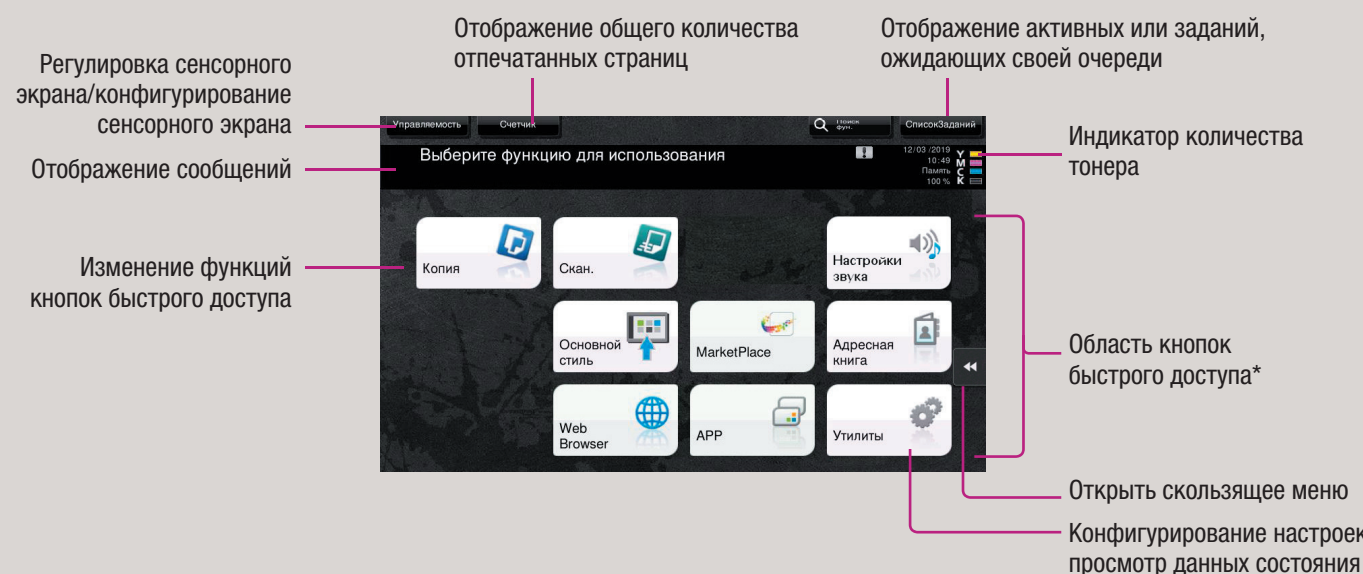 Отображение общего количества
отпечатанных страниц
Отображение активных или заданий,
ожидающих своей очереди
Регулировка сенсорного
экрана/конфигурирование
сенсорного экрана
Управляемость
Счетчик
Поиск
фун.
СписокЗаданий
Индикатор количества
тонера
Отображение сообщений
Выберите функцию для использования
12/03 /2019
10:49
Память
100 %
Y
M
C
K
Изменение функций
кнопок быстрого доступа
Копия
Скан.
Настройки
звука
Основной
стиль
MarketPlace
Адресная
книга
Область кнопок
быстрого доступа*
Web
Browser
APP
Утилиты
Открыть скользящее меню
Конфигурирование настроек
просмотр данных состояния